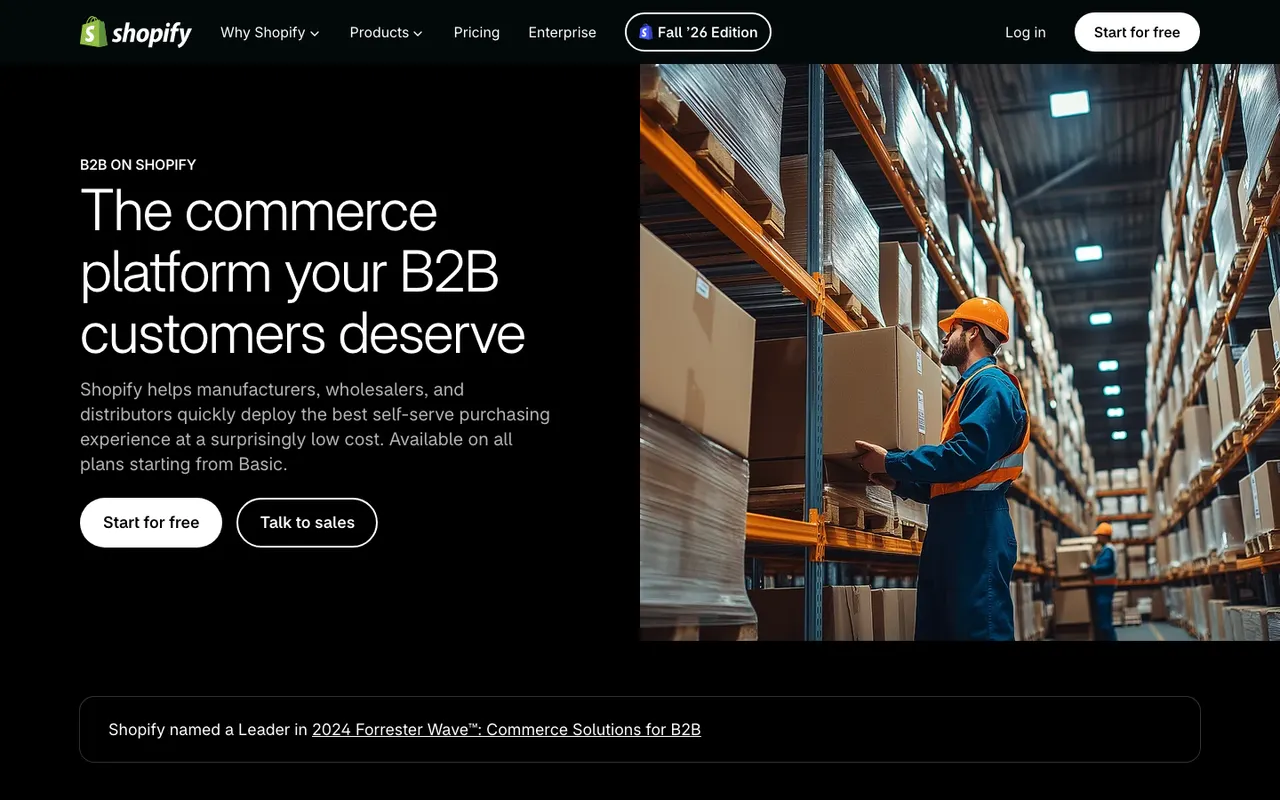 shopify
Why Shopify
Products
Pricing
Enterprise
Fall ’26 Edition
Log in
Start for free
B2B ON SHOPIFY
The commerce
platform your B2B
customers deserve
Shopify helps manufacturers, wholesalers, and
distributors quickly deploy the best self-serve purchasing
experience at a surprisingly low cost. Available on all
plans starting from Basic.
Start for free
Talk to sales
Shopify named a Leader in 2024 Forrester Wave™: Commerce Solutions for B2B